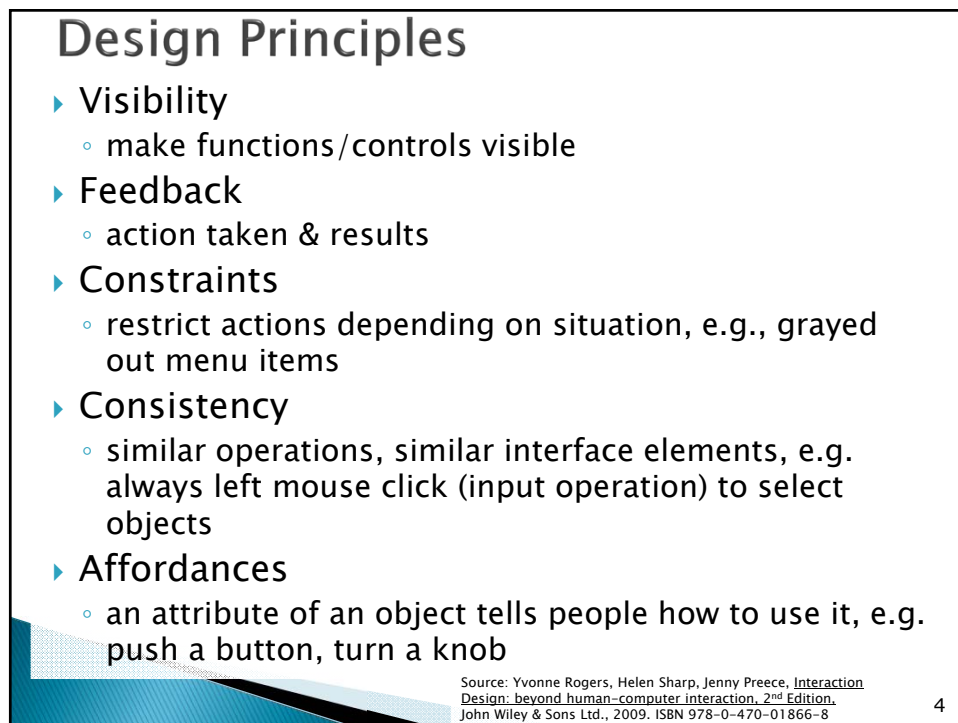 Design Principles
Visibility
make functions/controls visible
Feedback
action taken & results
Constraints
restrict actions depending on situation, e.g., grayed
out menu items
Consistency
similar operations, similar interface elements, e.g.
always left mouse click (input operation) to select
objects
Affordances
an attribute of an object tells people how to use it, e.g.
push a button, turn a knob
Source: Yvonne Rogers, Helen Sharp, Jenny Preece, Interaction
Design: beyond human-computer interaction, 2nd Edition,
John Wiley & Sons Ltd., 2009. ISBN 978-0-470-01866-8
4